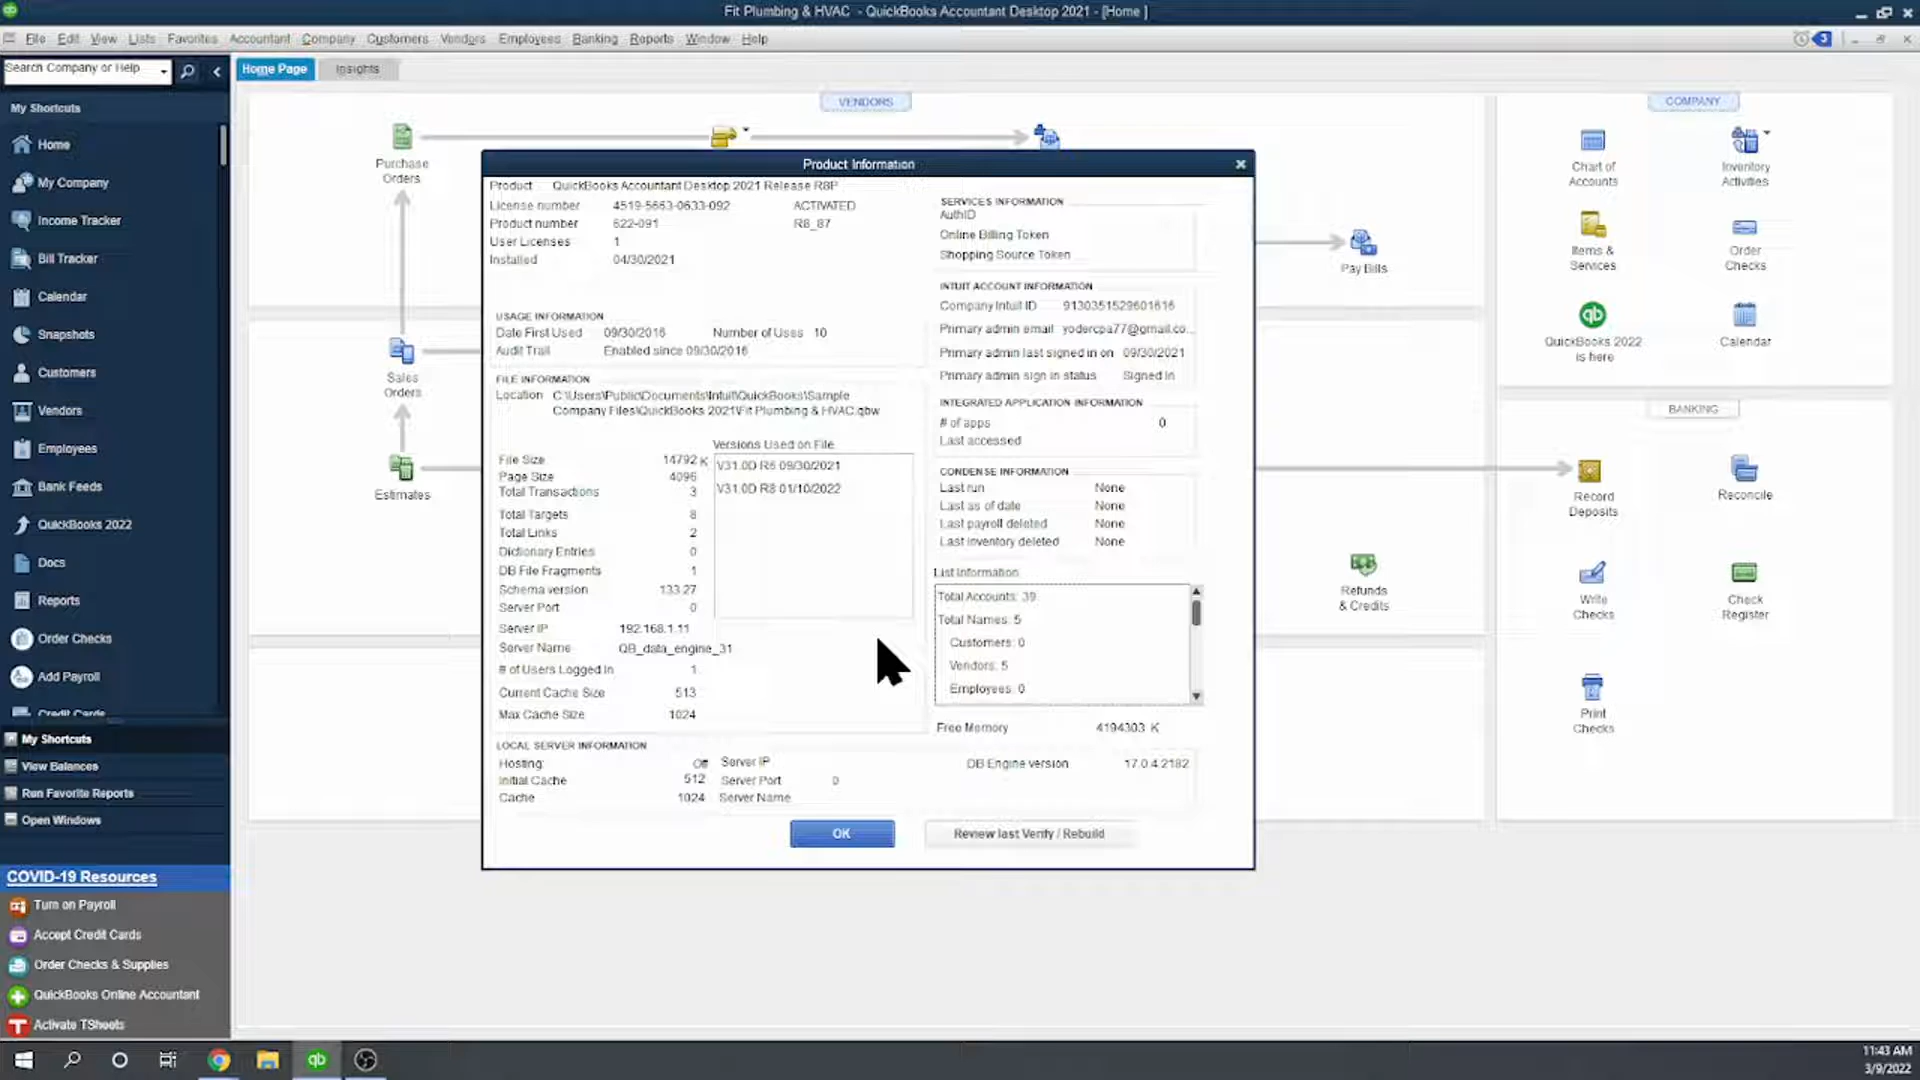 Fit Plumbing & HVAC - QuickBooks Accountant Desktop 2021 - [Home ]
File Edit View Lists Favorites Accountant Company Customers Vendors Employees Banking Reports Window Help
3
Search Company or Help
Home Page Insights
My Shortcuts
Home
My Company
Income Tracker
Bill Tracker
Calendar
Snapshots
Customers
Vendors
Employees
Bank Feeds
QuickBooks 2022
Docs
Reports
Order Checks
Add Payroll
Credit Cards
My Shortcuts
View Balances
Run Favorite Reports
Open Windows
COVID-19 Resources
Turn on Payroll
Accept Credit Cards
Order Checks & Supplies
QuickBooks Online Accountant
Activate TSheets
VENDORS
Purchase
Orders
Sales
Orders
Estimates
Pay Bills
Refunds
& Credits
Product Information
Product QuickBooks Accountant Desktop 2021 Release R8P
License number 4519-5663-0633-092 ACTIVATED
Product number 622-091 R8_87
User Licenses 1
Installed 04/30/2021
USAGE INFORMATION
Date First Used 09/30/2016 Number of Uses 10
Audit Trail Enabled since 09/30/2016
FILE INFORMATION
Location C:\Users\Public\Documents\Intuit\QuickBooks\Sample
Company Files\QuickBooks 2021\Fit Plumbing & HVAC.qbw
Versions Used on File
V31.0D R6 09/30/2021
V31.0D R8 01/10/2022
File Size 14792 K
Page Size 4096
Total Transactions 3
Total Targets 8
Total Links 2
Dictionary Entries 0
DB File Fragments 1
Schema version 133.27
Server Port 0
Server IP 192.168.1.11
Server Name QB_data_engine_31
# of Users Logged In 1
Current Cache Size 513
Max Cache Size 1024
LOCAL SERVER INFORMATION
Hosting: Off Server IP
Initial Cache 512 Server Port 0
Cache 1024 Server Name
SERVICES INFORMATION
AuthID
Online Billing Token
Shopping Source Token
INTUIT ACCOUNT INFORMATION
Company Intuit ID 9130351529601616
Primary admin email yodercpa77@gmail.co...
Primary admin last signed in on 09/30/2021
Primary admin sign in status Signed In
INTEGRATED APPLICATION INFORMATION
# of apps 0
Last accessed
CONDENSE INFORMATION
Last run None
Last as of date None
Last payroll deleted None
Last inventory deleted None
List Information
Total Accounts: 39
Total Names: 5
Customers: 0
Vendors: 5
Employees: 0
Free Memory 4194303 K
DB Engine version 17.0.4.2182
OK Review last Verify / Rebuild
COMPANY
Chart of
Accounts
Inventory
Activities
Items &
Services
Order
Checks
QuickBooks 2022
is here
Calendar
BANKING
Record
Deposits
Reconcile
Write
Checks
Check
Register
Print
Checks
11:43 AM
3/9/2022